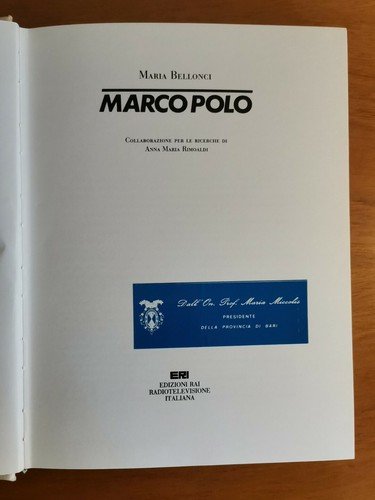 Maria Bellonci
MARCO POLO
Collaborazione per le ricerche di
Anna Maria Rimoaldi
Dall' On. Prof. Maria Miccolis
PRESIDENTE
DELLA PROVINCIA DI BARI
ERI
EDIZIONI RAI
RADIOTELEVISIONE
ITALIANA